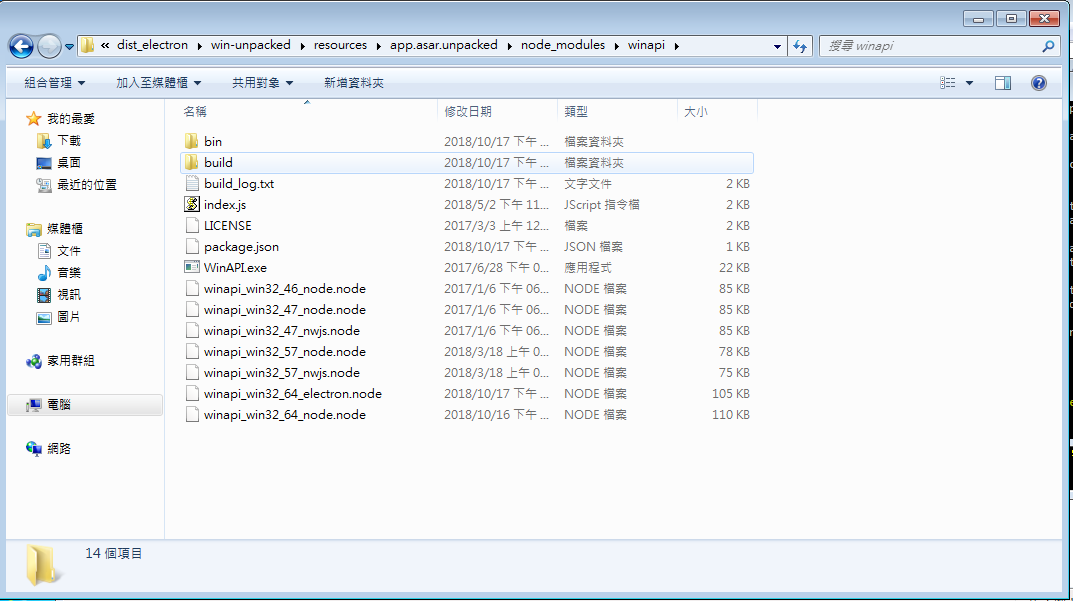 « dist_electron ▸ win-unpacked ▸ resources ▸ app.asar.unpacked ▸ node_modules ▸ winapi ▸ 搜尋 winapi
組合管理 加入至媒體櫃 共用對象 新增資料夾
我的最愛
下載
桌面
最近的位置
媒體櫃
文件
音樂
視訊
圖片
家用群組
電腦
網路
名稱 修改日期 類型 大小
bin 2018/10/17 下午 ... 檔案資料夾
build 2018/10/17 下午 ... 檔案資料夾
build_log.txt 2018/10/17 下午 ... 文字文件 2 KB
index.js 2018/5/2 下午 11... JScript 指令檔 2 KB
LICENSE 2017/3/3 上午 12... 檔案 2 KB
package.json 2018/10/17 下午 ... JSON 檔案 1 KB
WinAPI.exe 2017/6/28 下午 0... 應用程式 22 KB
winapi_win32_46_node.node 2017/1/6 下午 06... NODE 檔案 85 KB
winapi_win32_47_node.node 2017/1/6 下午 06... NODE 檔案 85 KB
winapi_win32_47_nwjs.node 2017/1/6 下午 06... NODE 檔案 85 KB
winapi_win32_57_node.node 2018/3/18 上午 0... NODE 檔案 78 KB
winapi_win32_57_nwjs.node 2018/3/18 上午 0... NODE 檔案 75 KB
winapi_win32_64_electron.node 2018/10/17 下午 ... NODE 檔案 105 KB
winapi_win32_64_node.node 2018/10/16 下午 ... NODE 檔案 110 KB
14 個項目